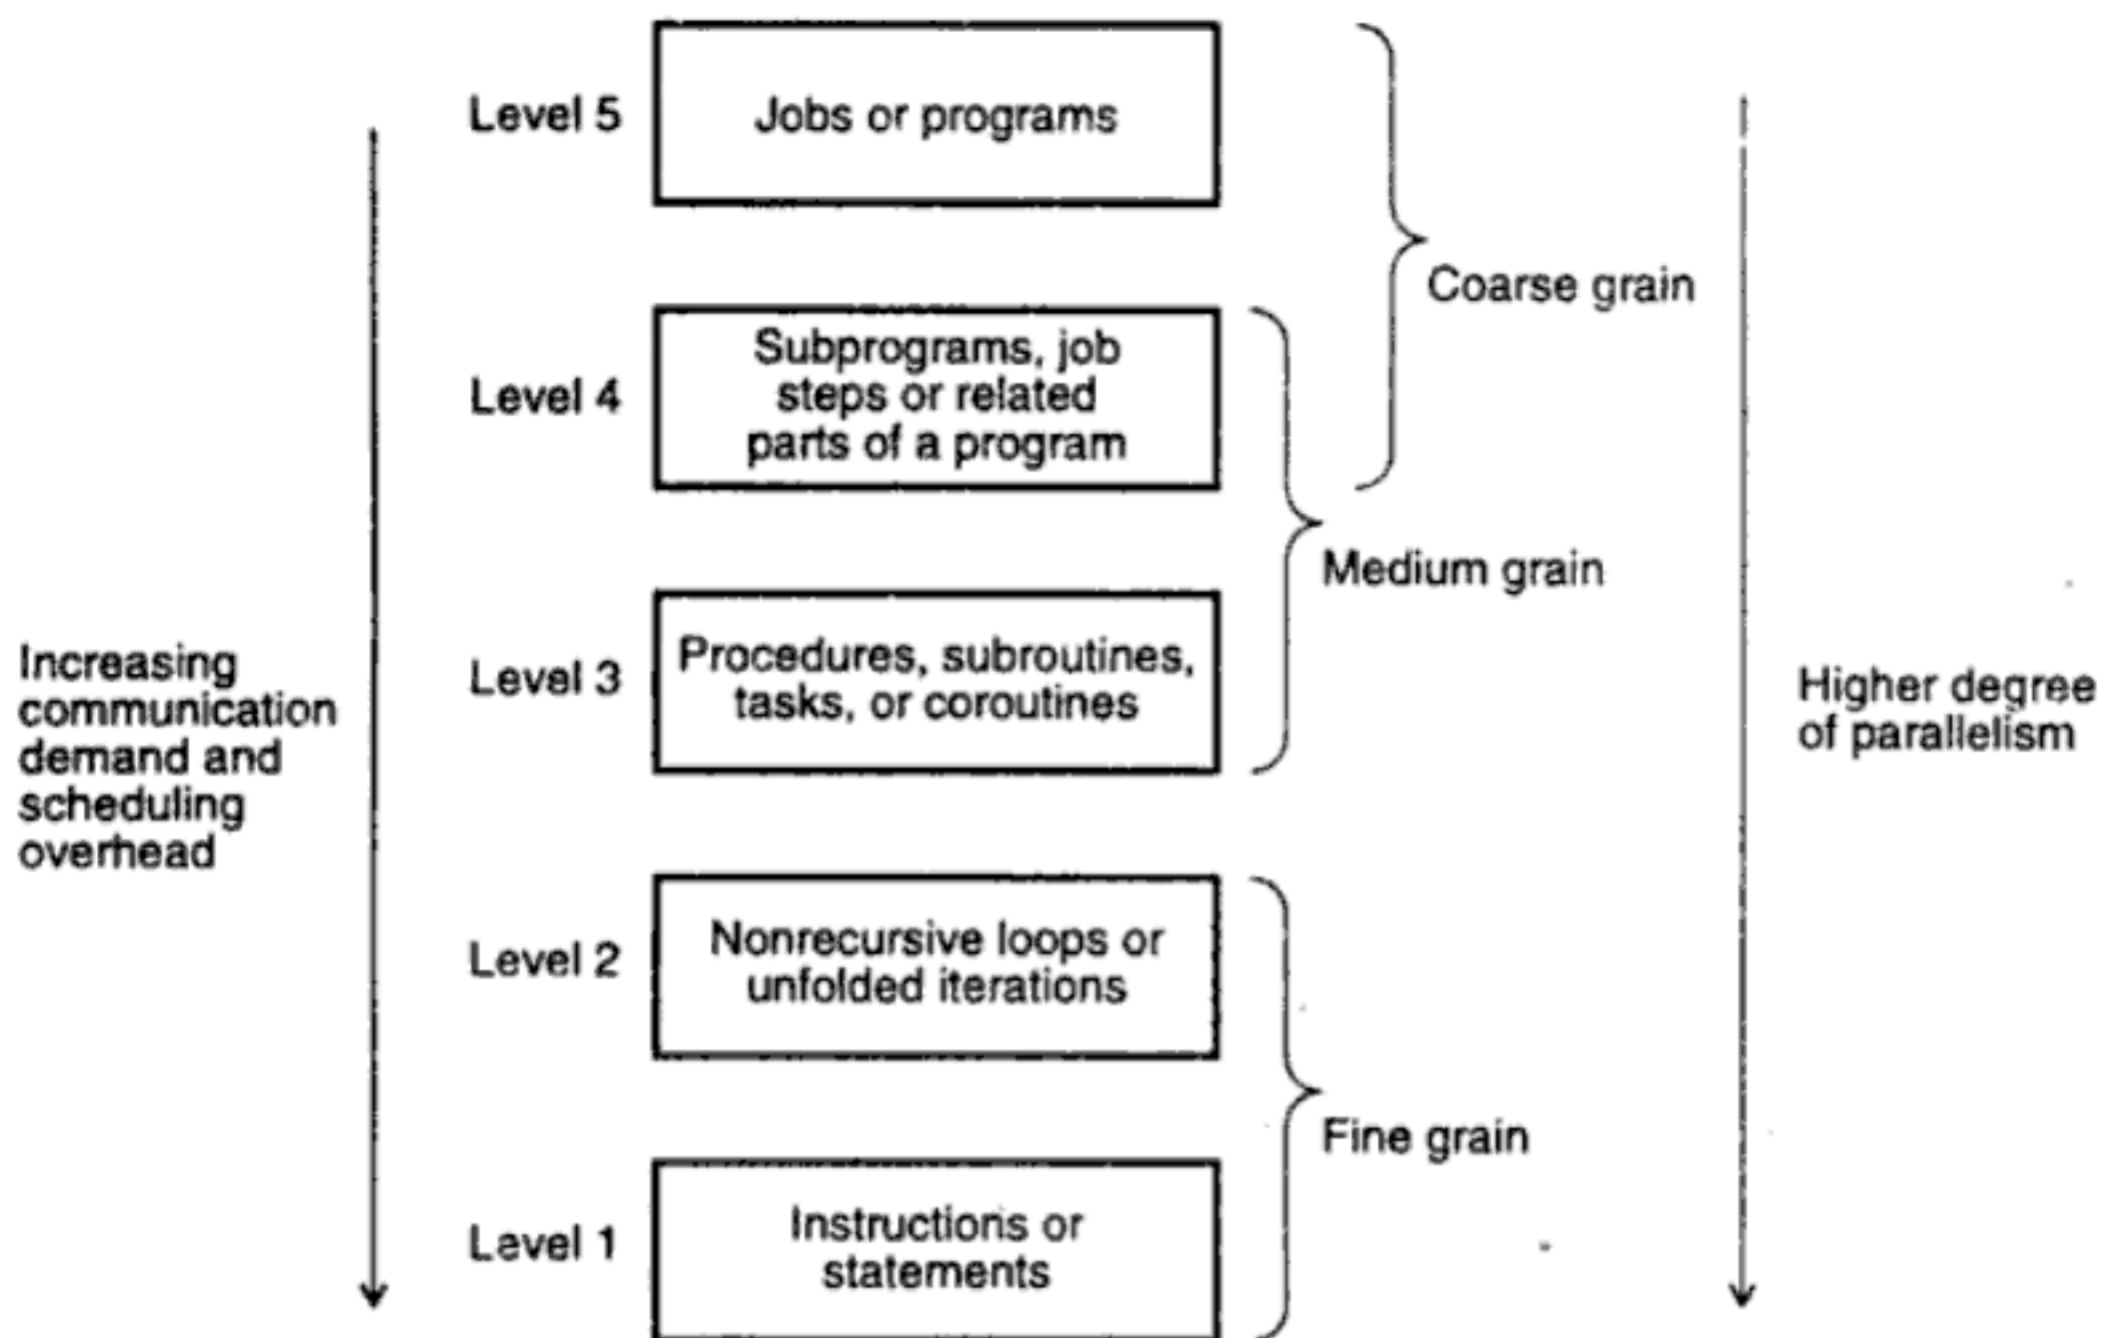 Level 5
Jobs or programs
Coarse grain
Level 4
Subprograms, job
steps or related
parts of a program
Medium grain
Level 3
Procedures, subroutines,
tasks, or coroutines
Increasing
communication
demand and
scheduling
overhead
Higher degree
of parallelism
Level 2
Nonrecursive loops or
unfolded iterations
Fine grain
Level 1
Instructions or
statements